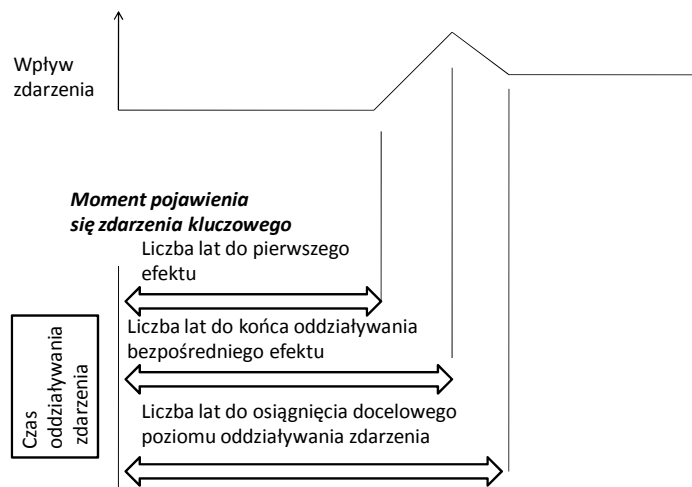 Wpływ
zdarzenia
Moment pojawienia
się zdarzenia kluczowego
Liczba lat do pierwszego
efektu
Liczba lat do końca oddziaływania
bezpośredniego efektu
Liczba lat do osiągnięcia docelowego
poziomu oddziaływania zdarzenia
Czas
oddziaływania
zdarzenia